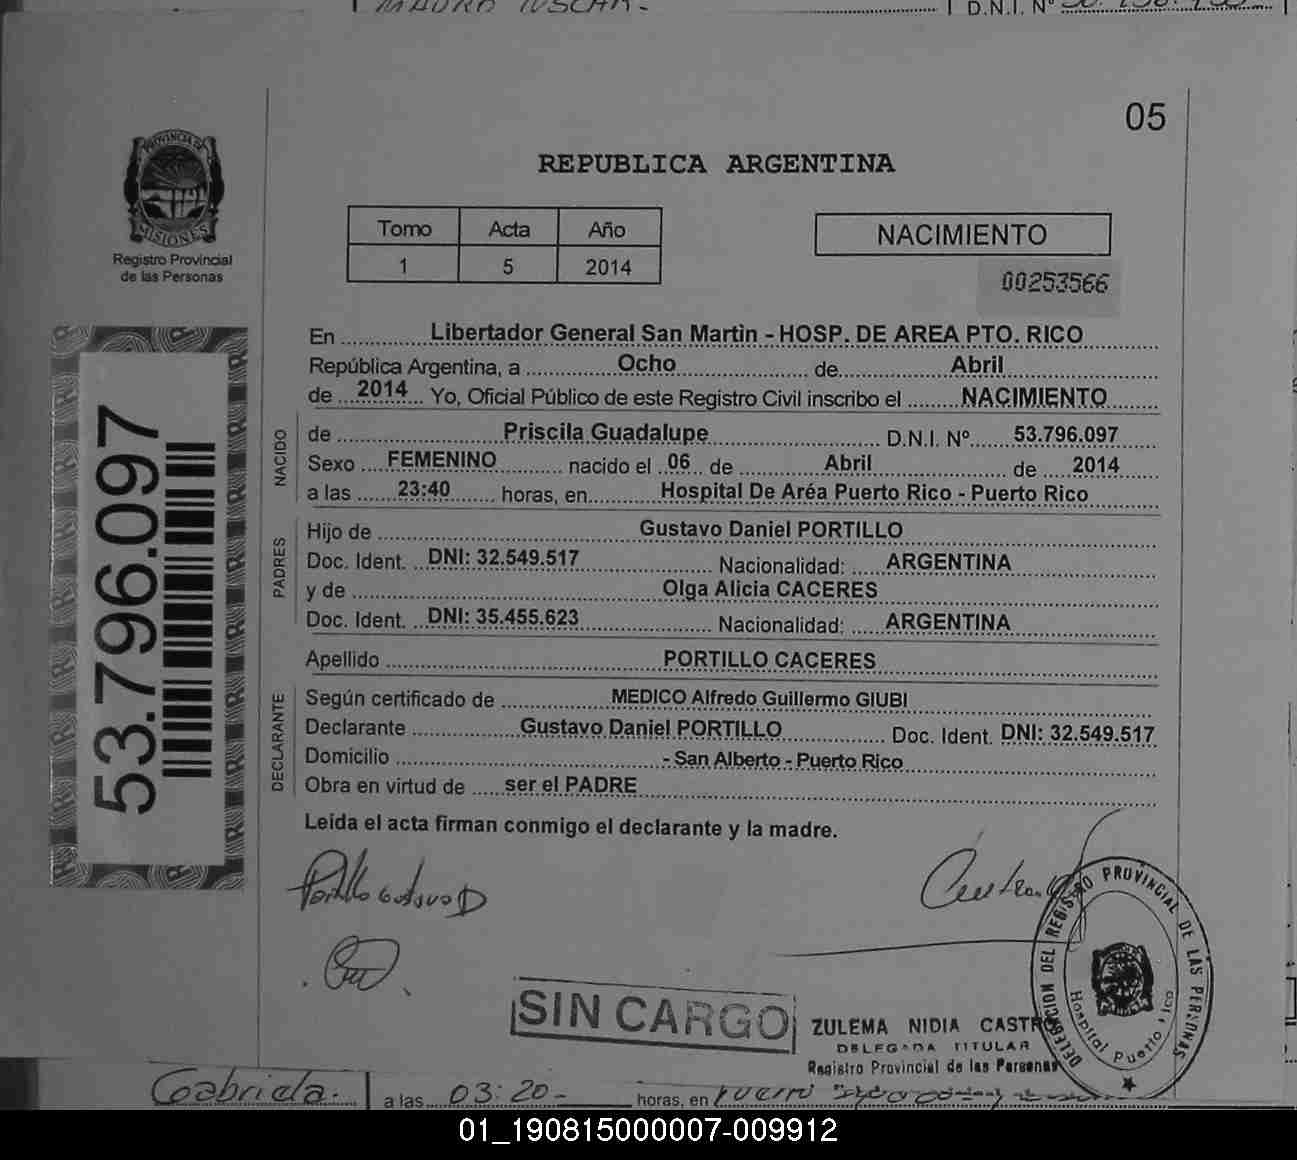 D.N.I. Nº
05
PROVINCIA DE
MISIONES
Registro Provincial
de las Personas
REPUBLICA ARGENTINA
Tomo Acta Año
1 5 2014
NACIMIENTO
00253566
53.796.097
En Libertador General San Martin - HOSP. DE AREA PTO. RICO
República Argentina, a Ocho de Abril
de 2014 Yo, Oficial Público de este Registro Civil inscribo el NACIMIENTO
NACIDO
de Priscila Guadalupe D.N.I. Nº 53.796.097
Sexo FEMENINO nacido el 06 de Abril de 2014
a las 23:40 horas, en Hospital De Aréa Puerto Rico - Puerto Rico
PADRES
Hijo de Gustavo Daniel PORTILLO
Doc. Ident. DNI: 32.549.517 Nacionalidad: ARGENTINA
y de Olga Alicia CACERES
Doc. Ident. DNI: 35.455.623 Nacionalidad: ARGENTINA
Apellido PORTILLO CACERES
DECLARANTE
Según certificado de MEDICO Alfredo Guillermo GIUBI
Declarante Gustavo Daniel PORTILLO Doc. Ident. DNI: 32.549.517
Domicilio - San Alberto - Puerto Rico
Obra en virtud de ser el PADRE
Leída el acta firman conmigo el declarante y la madre.
Portillo Gustavo D
SIN CARGO
ZULEMA NIDIA CASTRO
DELEGADA TITULAR
Registro Provincial de las Personas
DELEGACION DEL REGISTRO PROVINCIAL DE LAS PERSONAS
Hospital Puerto Rico
Gabriela. a las 03:20- horas, en Puerto
01_190815000007-009912